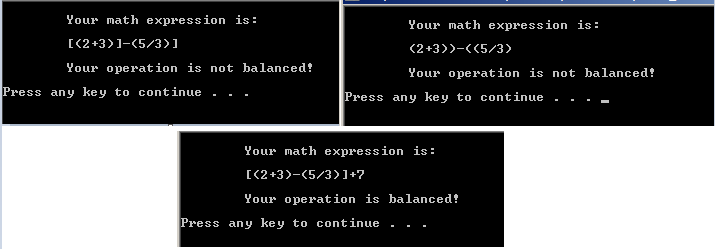 Your math expression is:
[(2+3)]-(5/3)]
Your operation is not balanced!
Press any key to continue . . .
Your math expression is:
(2+3))-((5/3)
Your operation is not balanced!
Press any key to continue . . .
Your math expression is:
[(2+3)-(5/3)]+7
Your operation is balanced!
Press any key to continue . . .